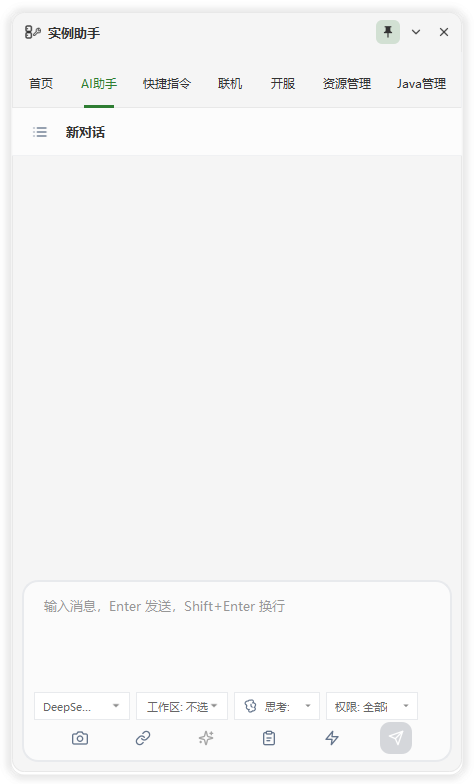 实例助手
首页 AI助手 快捷指令 联机 开服 资源管理 Java管理
新对话
输入消息，Enter 发送，Shift+Enter 换行
DeepSe... 工作区: 不选 思考: 权限: 全部